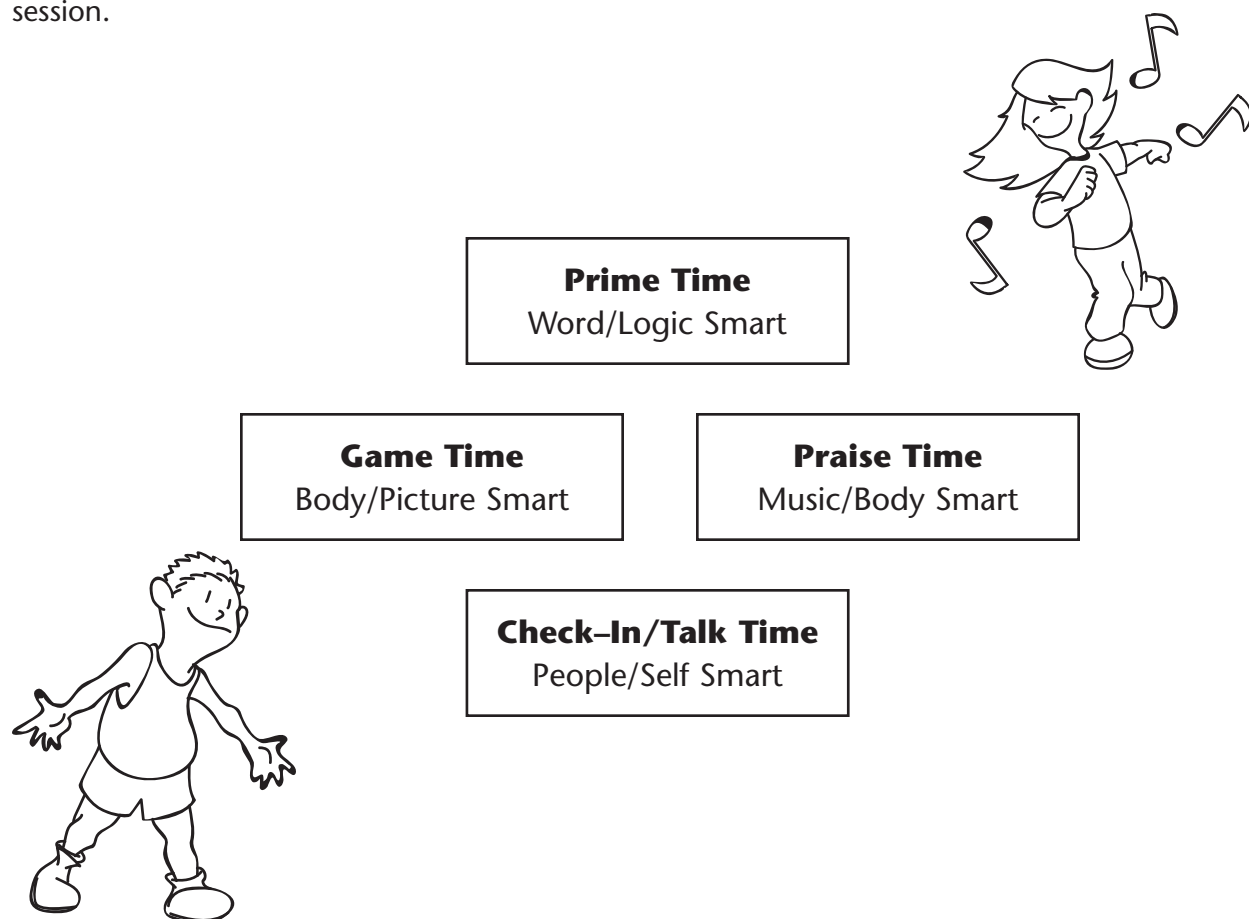 session.
Prime Time
Word/Logic Smart
Game Time
Body/Picture Smart
Praise Time
Music/Body Smart
Check–In/Talk Time
People/Self Smart